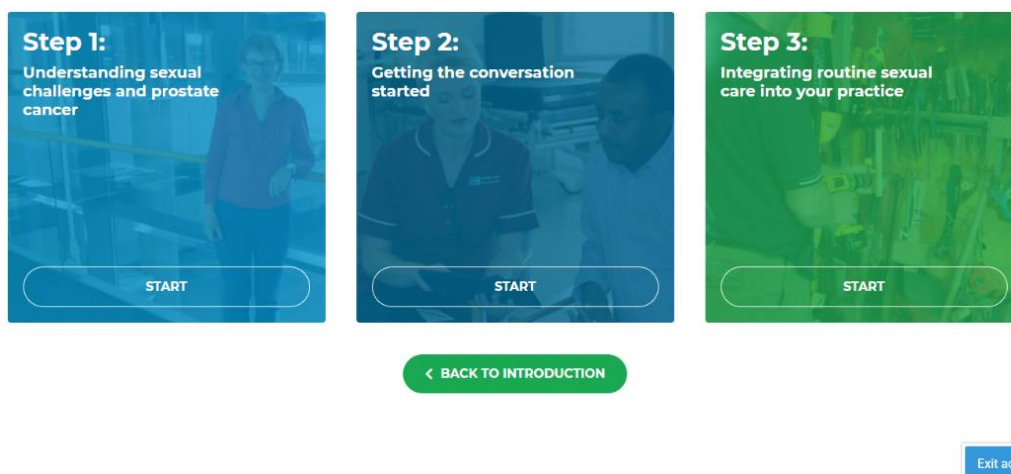 Step 1:
Understanding sexual
challenges and prostate
cancer
START
Step 2:
Getting the conversation
started
START
Step 3:
Integrating routine sexual
care into your practice
START
< BACK TO INTRODUCTION
Exit ac